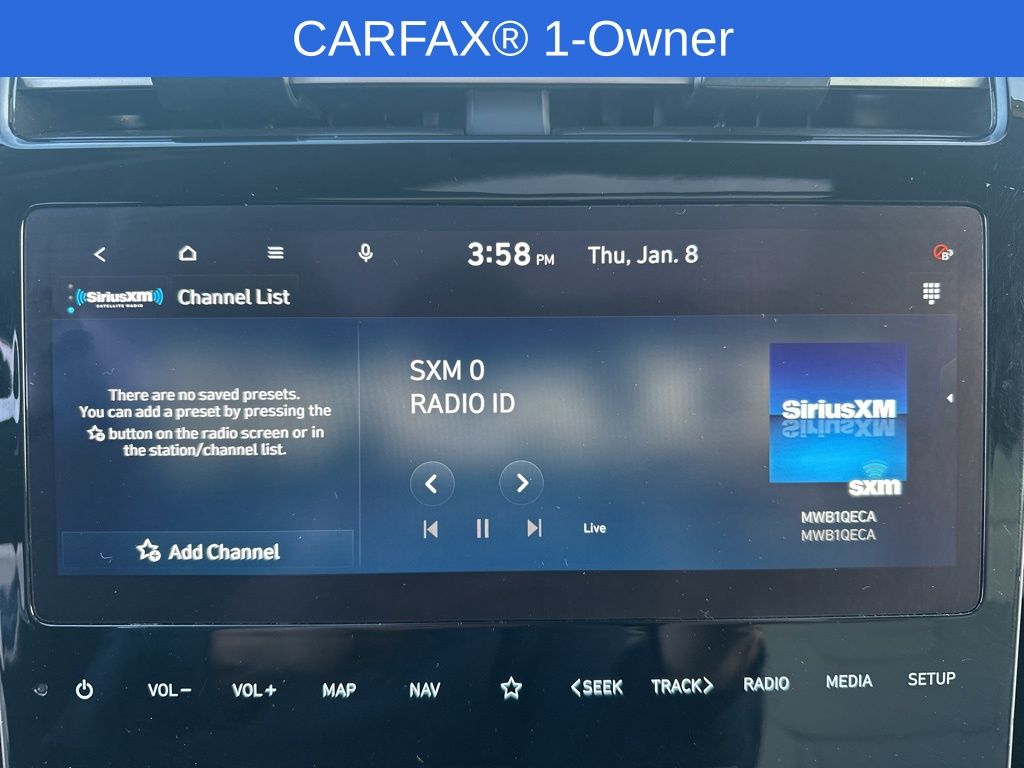 CARFAX® 1-Owner
3:58 PM Thu, Jan. 8
((SiriusXM)) Channel List
SATELLITE RADIO
There are no saved presets.
You can add a preset by pressing the
button on the radio screen or in
the station/channel list.
Add Channel
SXM 0
RADIO ID
Live
SiriusXM
sxm
MWB1QECA
MWB1QECA
VOL− VOL+ MAP NAV <SEEK TRACK> RADIO MEDIA SETUP